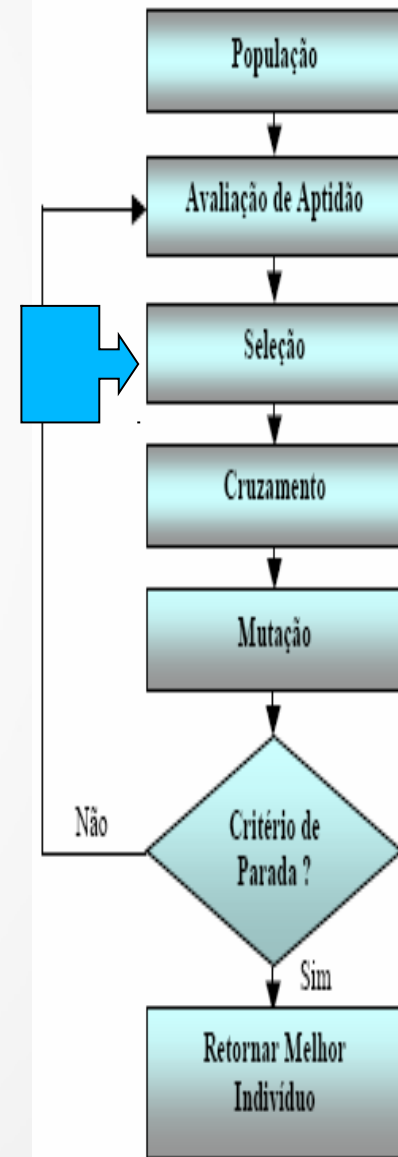 População
Avaliação de Aptidão
Seleção
Cruzamento
Mutação
Não
Critério de
Parada ?
Sim
Retornar Melhor
Indivíduo